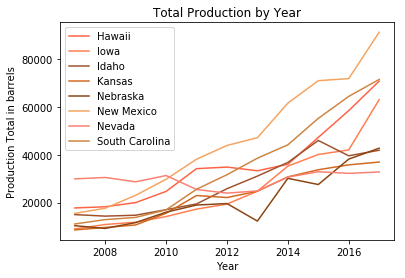 Total Production by Year
Production Total in barrels
80000
60000
40000
20000
Hawaii
Iowa
Idaho
Kansas
Nebraska
New Mexico
Nevada
South Carolina
2008 2010 2012 2014 2016
Year